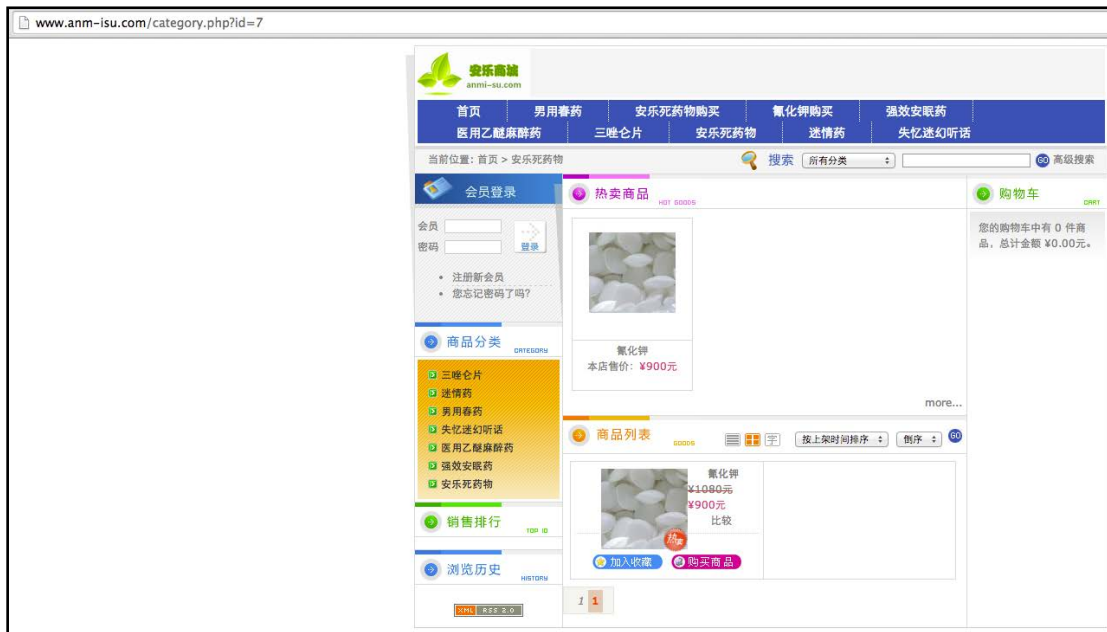 www.anm-isu.com/category.php?id=7
安乐商城
anmi-su.com
首页 男用春药 安乐死药物购买 氰化钾购买 强效安眠药
医用乙醚麻醉药 三唑仑片 安乐死药物 迷情药 失忆迷幻听话
当前位置: 首页 > 安乐死药物
搜索 所有分类 GO 高级搜索
会员登录
会员
密码
登录
注册新会员
您忘记密码了吗?
商品分类 CATEGORY
三唑仑片
迷情药
男用春药
失忆迷幻听话
医用乙醚麻醉药
强效安眠药
安乐死药物
销售排行 TOP 10
浏览历史 HISTORY
XML RSS 2.0
热卖商品 HOT GOODS
氰化钾
本店售价: ¥900元
more...
商品列表 GOODS
字 按上架时间排序 倒序 GO
氰化钾
¥1080元
¥900元
比较
热卖
加入收藏 购买商品
1 1
购物车 CART
您的购物车中有 0 件商
品，总计金额 ¥0.00元。